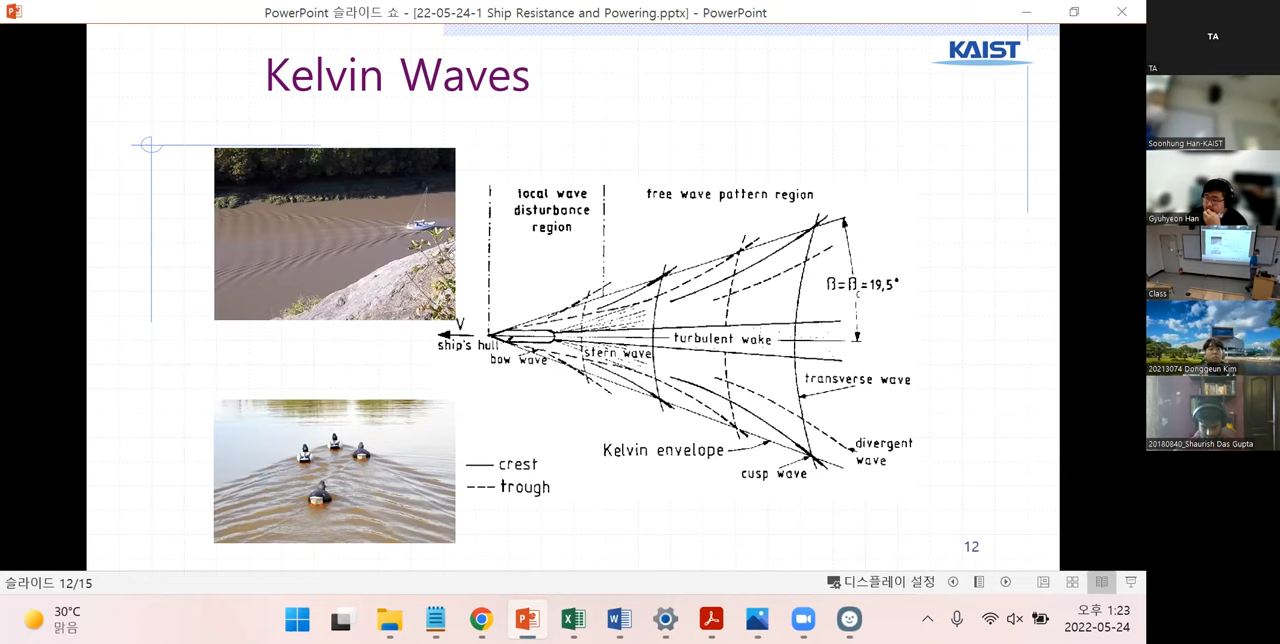 PowerPoint 슬라이드 쇼 - [22-05-24-1 Ship Resistance and Powering.pptx] - PowerPoint
TA
TA
KAIST
Kelvin Waves
Soonhung Han-KAIST
Gyuhyeon Han
Class
20213074 Donggeun Kim
20180840_Shaurish Das Gupta
local wave
disturbance
region
free wave pattern region
β=β꜀=19,5°
V
ship's hull
bow wave
stern wave
turbulent wake
transverse wave
divergent
wave
Kelvin envelope
cusp wave
crest
trough
12
슬라이드 12/15
디스플레이 설정
30℃
맑음
오후 1:23
2022-05-24